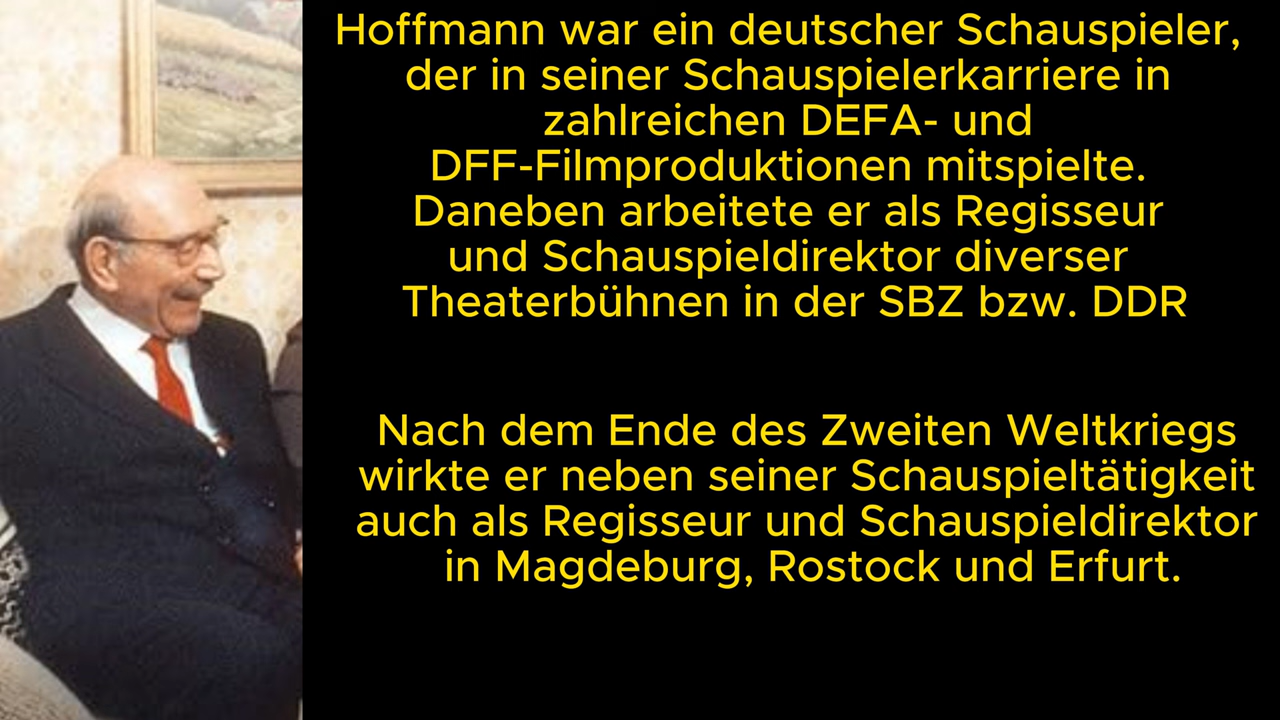 Hoffmann war ein deutscher Schauspieler,
der in seiner Schauspielerkarriere in
zahlreichen DEFA- und
DFF-Filmproduktionen mitspielte.
Daneben arbeitete er als Regisseur
und Schauspieldirektor diverser
Theaterbühnen in der SBZ bzw. DDR
Nach dem Ende des Zweiten Weltkriegs
wirkte er neben seiner Schauspieltätigkeit
auch als Regisseur und Schauspieldirektor
in Magdeburg, Rostock und Erfurt.